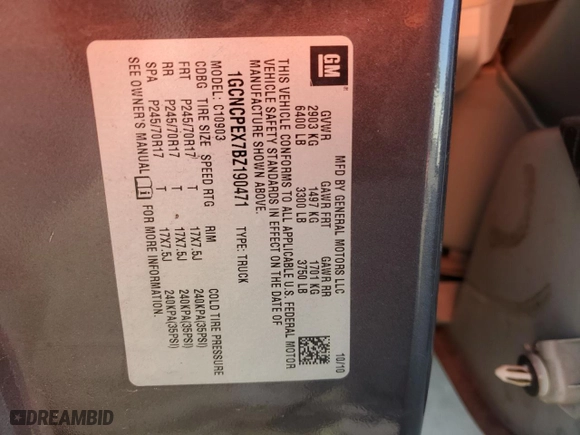 GM
MFD BY GENERAL MOTORS LLC 10/10
GVWR GAWR FRT GAWR RR
2903 KG 1497 KG 1701 KG
6400 LB 3300 LB 3750 LB
THIS VEHICLE CONFORMS TO ALL APPLICABLE U.S. FEDERAL MOTOR
VEHICLE SAFETY STANDARDS IN EFFECT ON THE DATE OF
MANUFACTURE SHOWN ABOVE.
1GCNCPEX7BZ190471 TYPE: TRUCK
MODEL: C10903
CDBG TIRE SIZE SPEED RTG RIM COLD TIRE PRESSURE
FRT P245/70R17 T 17X7.5J 240KPA(35PSI)
RR P245/70R17 T 17X7.5J 240KPA(35PSI)
SPA P245/70R17 T 17X7.5J 240KPA(35PSI)
SEE OWNER'S MANUAL FOR MORE INFORMATION.
DREAMBID